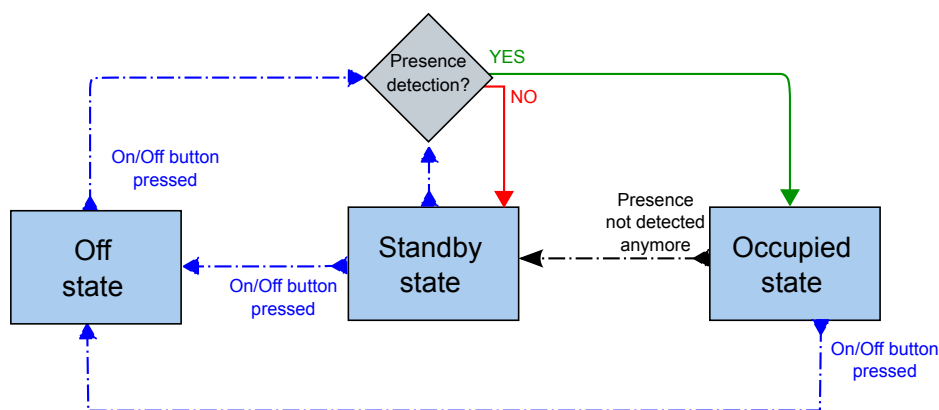 Presence
detection?
YES
NO
On/Off button
pressed
Presence
not detected
anymore
Off
state
Standby
state
Occupied
state
On/Off button
pressed
On/Off button
pressed